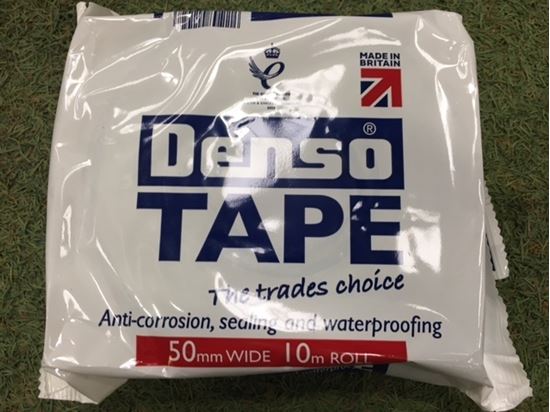 MADE IN
BRITAIN
Denso®
TAPE
The trades choice
Anti-corrosion, sealing and waterproofing
50mm WIDE 10m ROLL